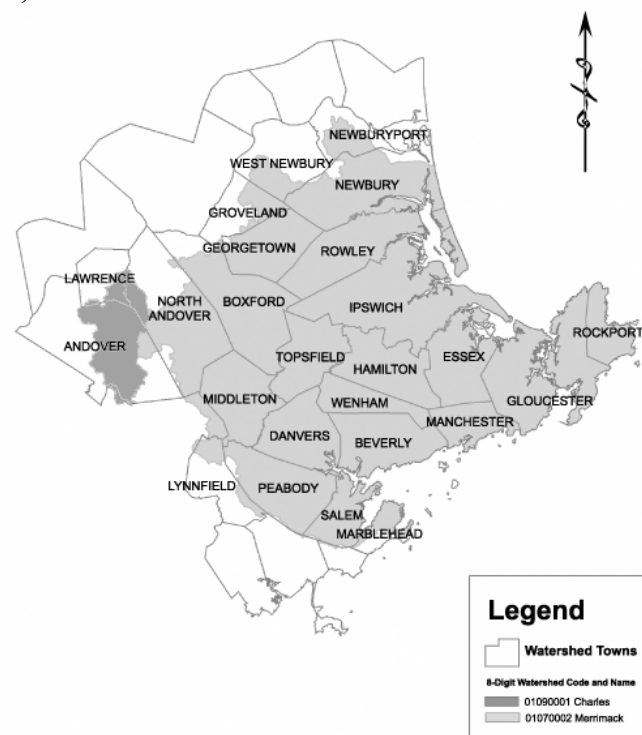 NEWBURYPORT
WEST NEWBURY
NEWBURY
GROVELAND
GEORGETOWN
ROWLEY
LAWRENCE
NORTH
ANDOVER
BOXFORD
IPSWICH
ROCKPORT
ANDOVER
TOPSFIELD
ESSEX
HAMILTON
MIDDLETON
WENHAM
GLOUCESTER
MANCHESTER
DANVERS
BEVERLY
LYNNFIELD
PEABODY
SALEM
MARBLEHEAD
Legend
Watershed Towns
8-Digit Watershed Code and Name
01090001 Charles
01070002 Merrimack